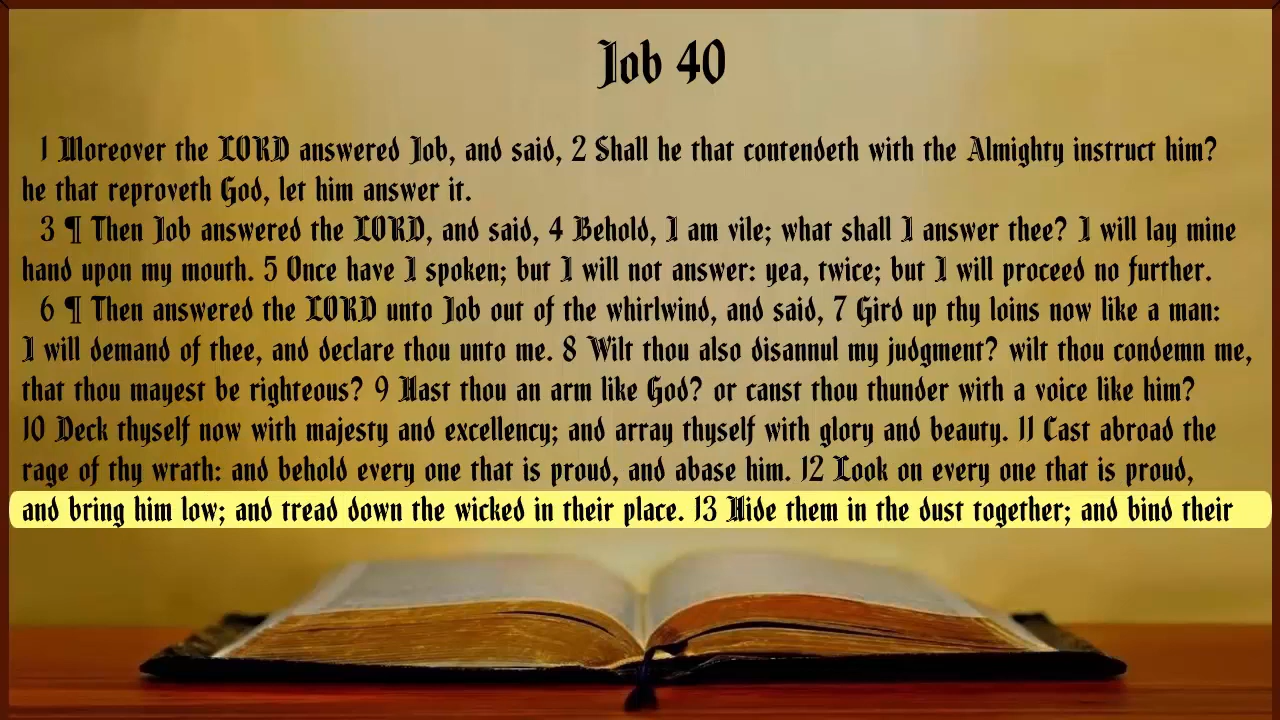 Job 40
1 Moreover the LORD answered Job, and said, 2 Shall he that contendeth with the Almighty instruct him?
he that reproveth God, let him answer it.
3 ¶ Then Job answered the LORD, and said, 4 Behold, I am vile; what shall I answer thee? I will lay mine
hand upon my mouth. 5 Once have I spoken; but I will not answer: yea, twice; but I will proceed no further.
6 ¶ Then answered the LORD unto Job out of the whirlwind, and said, 7 Gird up thy loins now like a man:
I will demand of thee, and declare thou unto me. 8 Wilt thou also disannul my judgment? wilt thou condemn me,
that thou mayest be righteous? 9 Hast thou an arm like God? or canst thou thunder with a voice like him?
10 Deck thyself now with majesty and excellency; and array thyself with glory and beauty. 11 Cast abroad the
rage of thy wrath: and behold every one that is proud, and abase him. 12 Look on every one that is proud,
and bring him low; and tread down the wicked in their place. 13 Hide them in the dust together; and bind their